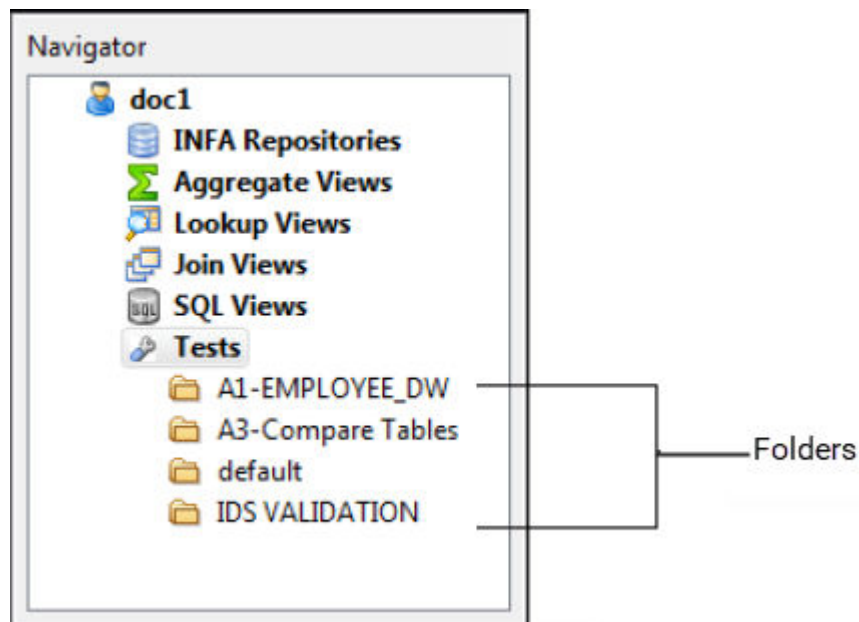 Navigator
doc1
INFA Repositories
Aggregate Views
Lookup Views
Join Views
SQL SQL Views
Tests
A1-EMPLOYEE_DW
A3-Compare Tables
default
IDS VALIDATION
Folders